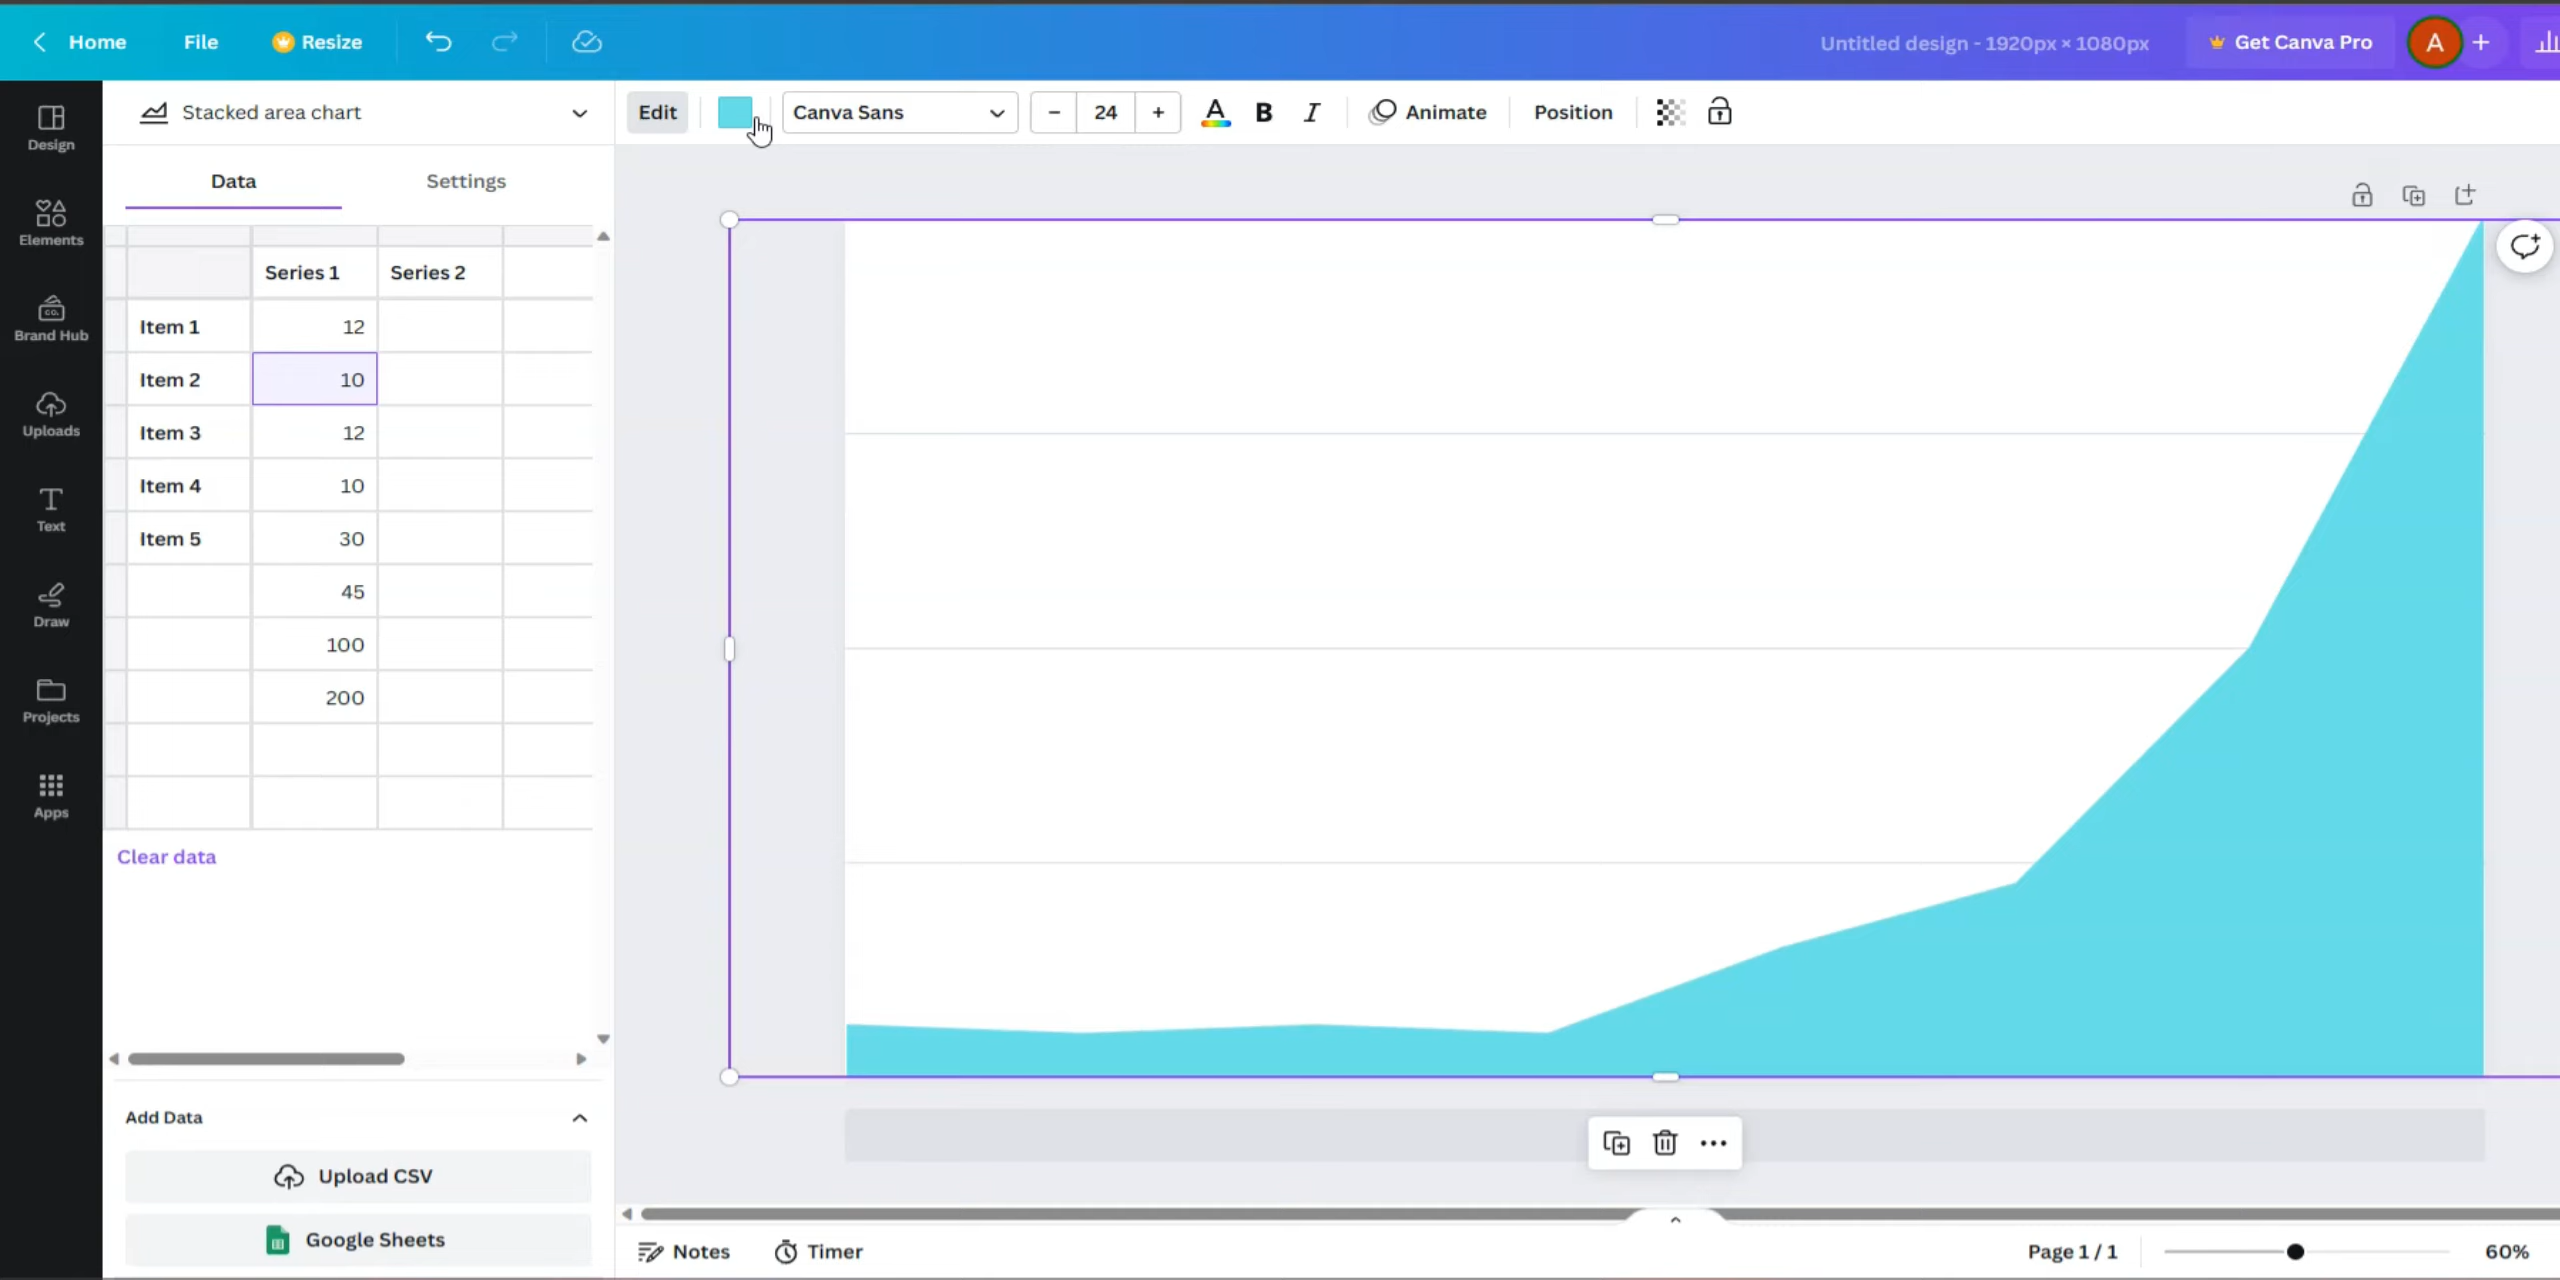 Home File Resize Untitled design - 1920px × 1080px Get Canva Pro A
Stacked area chart Edit Canva Sans 24 A B I Animate Position
Design
Elements
Brand Hub
CO.
Uploads
Text
Draw
Projects
Apps
Data Settings
Series 1 Series 2
Item 1 12
Item 2 10
Item 3 12
Item 4 10
Item 5 30
45
100
200
Clear data
Add Data
Upload CSV
Google Sheets
Notes Timer Page 1 / 1 60%